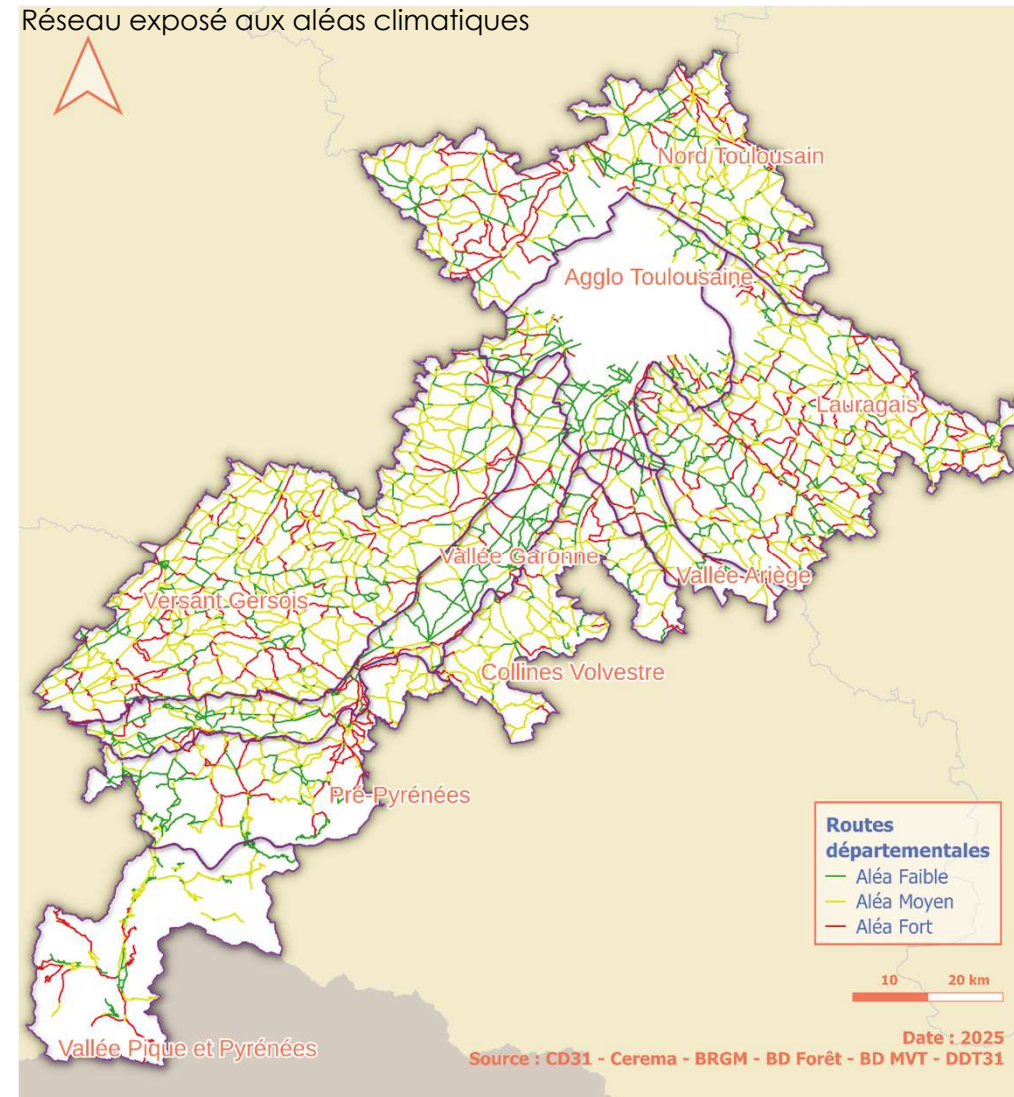 Réseau exposé aux aléas climatiques
Nord Toulousain
Agglo Toulousaine
Lauragais
Vallée Garonne
Vallée Ariège
Versant Gersois
Collines Volvestre
Pré-Pyrénées
Vallée Pique et Pyrénées
Routes
départementales
Aléa Faible
Aléa Moyen
Aléa Fort
10 20 km
Date : 2025
Source : CD31 - Cerema - BRGM - BD Forêt - BD MVT - DDT31